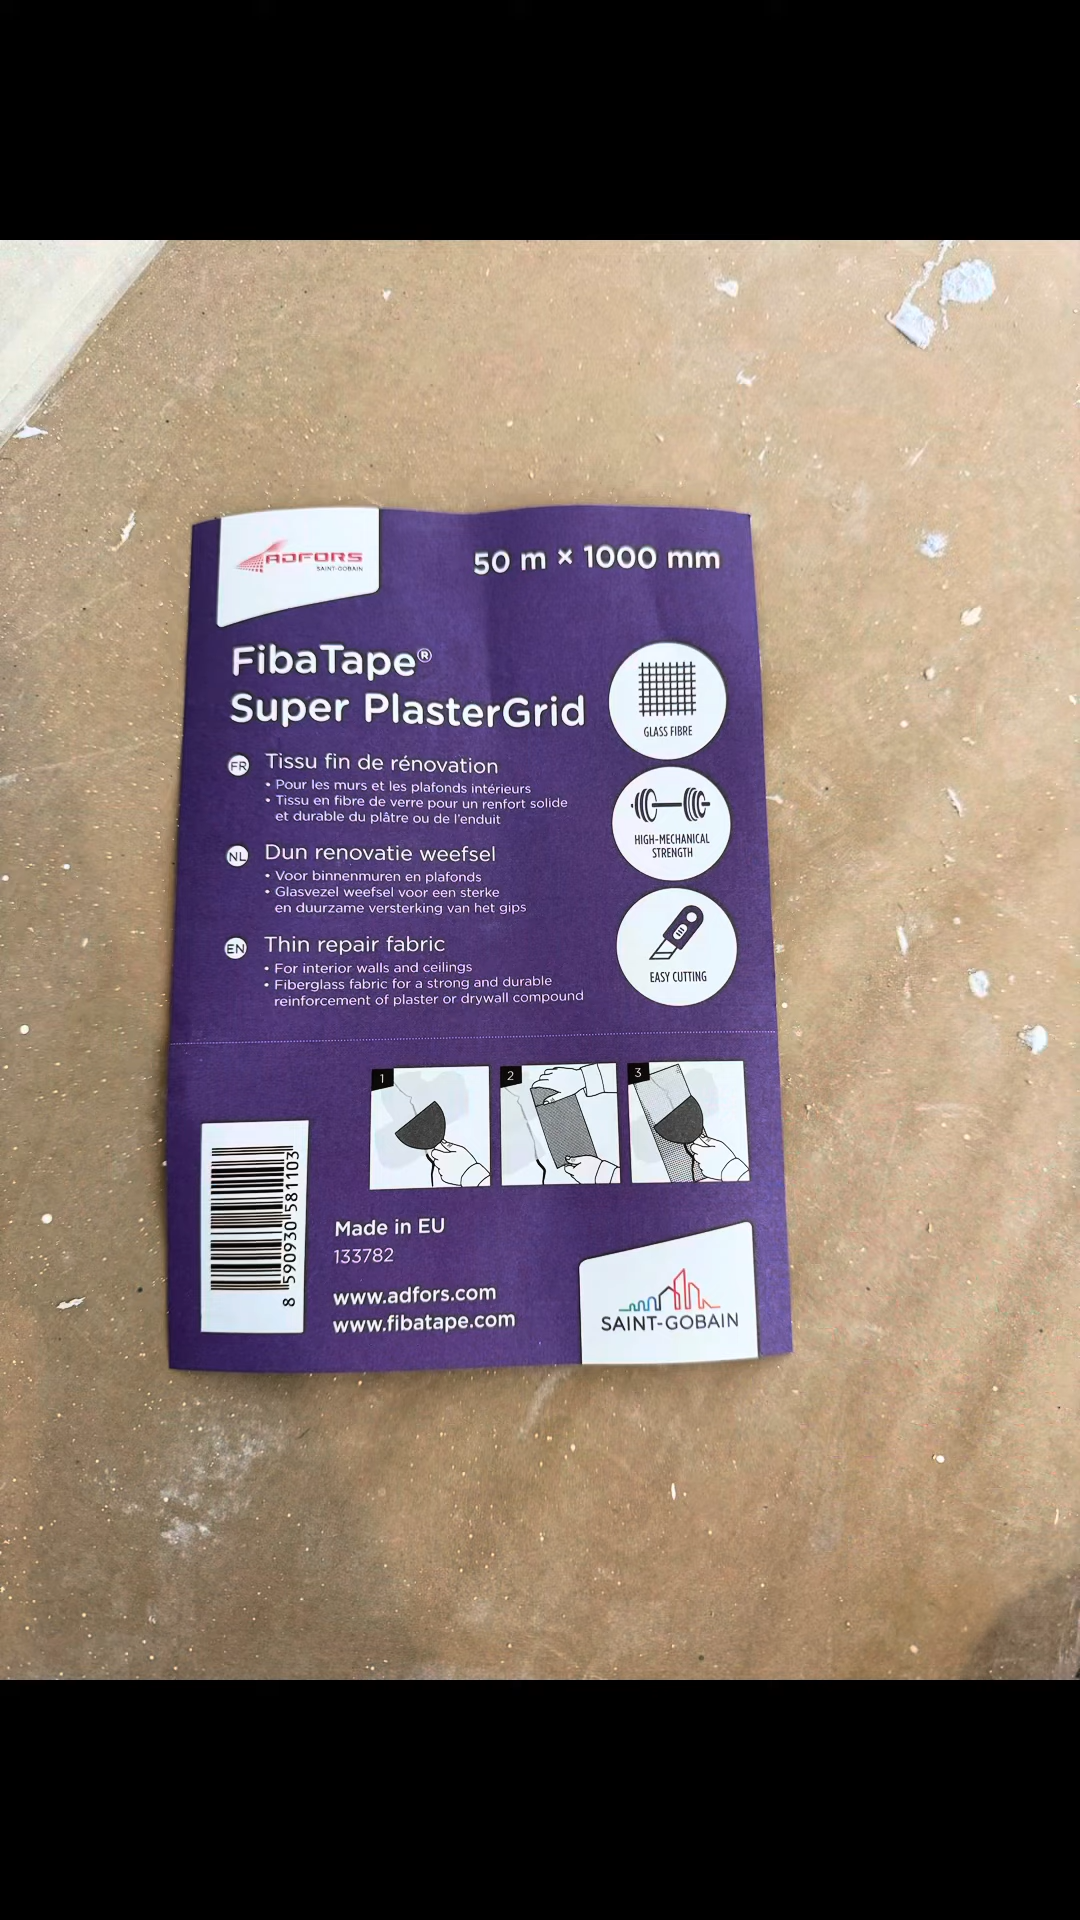 ADFORS
SAINT-GOBAIN
50 m × 1000 mm
FibaTape®
Super PlasterGrid
GLASS FIBRE
FR Tissu fin de rénovation
• Pour les murs et les plafonds intérieurs
• Tissu en fibre de verre pour un renfort solide
et durable du plâtre ou de l'enduit
HIGH-MECHANICAL
STRENGTH
NL Dun renovatie weefsel
• Voor binnenmuren en plafonds
• Glasvezel weefsel voor een sterke
en duurzame versterking van het gips
EN Thin repair fabric
• For interior walls and ceilings
• Fiberglass fabric for a strong and durable
reinforcement of plaster or drywall compound
EASY CUTTING
1
2
3
8 590930 581103
Made in EU
133782
www.adfors.com
www.fibatape.com
SAINT-GOBAIN